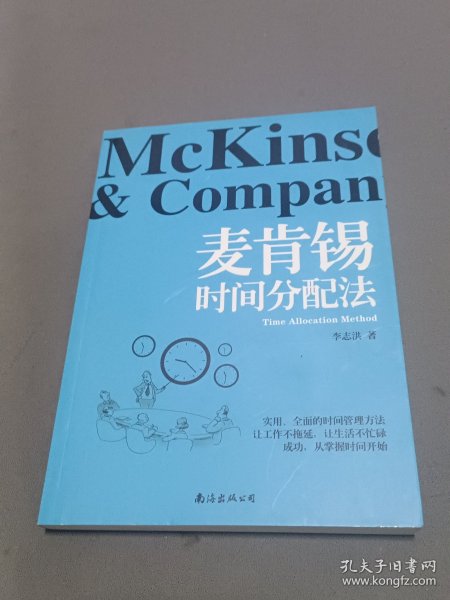 McKinse
& Compan
麦肯锡
时间分配法
Time Allocation Method
李志洪 著
实用、全面的时间管理方法
让工作不拖延，让生活不忙碌
成功，从掌握时间开始
南海出版公司
孔夫子旧书网
www.kongfz.com